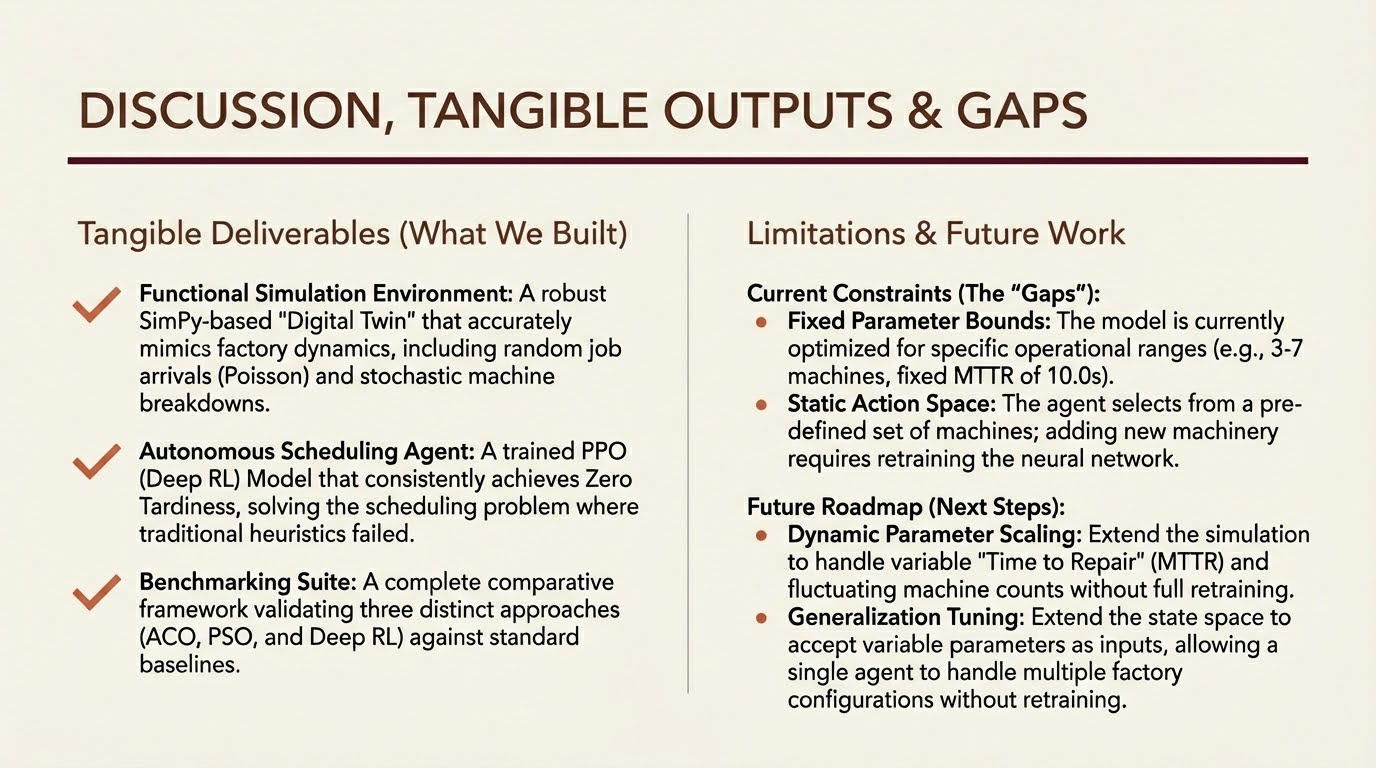 DISCUSSION, TANGIBLE OUTPUTS & GAPS
Tangible Deliverables (What We Built)
Functional Simulation Environment: A robust
SimPy-based "Digital Twin" that accurately
mimics factory dynamics, including random job
arrivals (Poisson) and stochastic machine
breakdowns.
Autonomous Scheduling Agent: A trained PPO
(Deep RL) Model that consistently achieves Zero
Tardiness, solving the scheduling problem where
traditional heuristics failed.
Benchmarking Suite: A complete comparative
framework validating three distinct approaches
(ACO, PSO, and Deep RL) against standard
baselines.
Limitations & Future Work
Current Constraints (The “Gaps”):
• Fixed Parameter Bounds: The model is currently
optimized for specific operational ranges (e.g., 3-7
machines, fixed MTTR of 10.0s).
• Static Action Space: The agent selects from a pre-
defined set of machines; adding new machinery
requires retraining the neural network.
Future Roadmap (Next Steps):
• Dynamic Parameter Scaling: Extend the simulation
to handle variable "Time to Repair" (MTTR) and
fluctuating machine counts without full retraining.
• Generalization Tuning: Extend the state space to
accept variable parameters as inputs, allowing a
single agent to handle multiple factory
configurations without retraining.